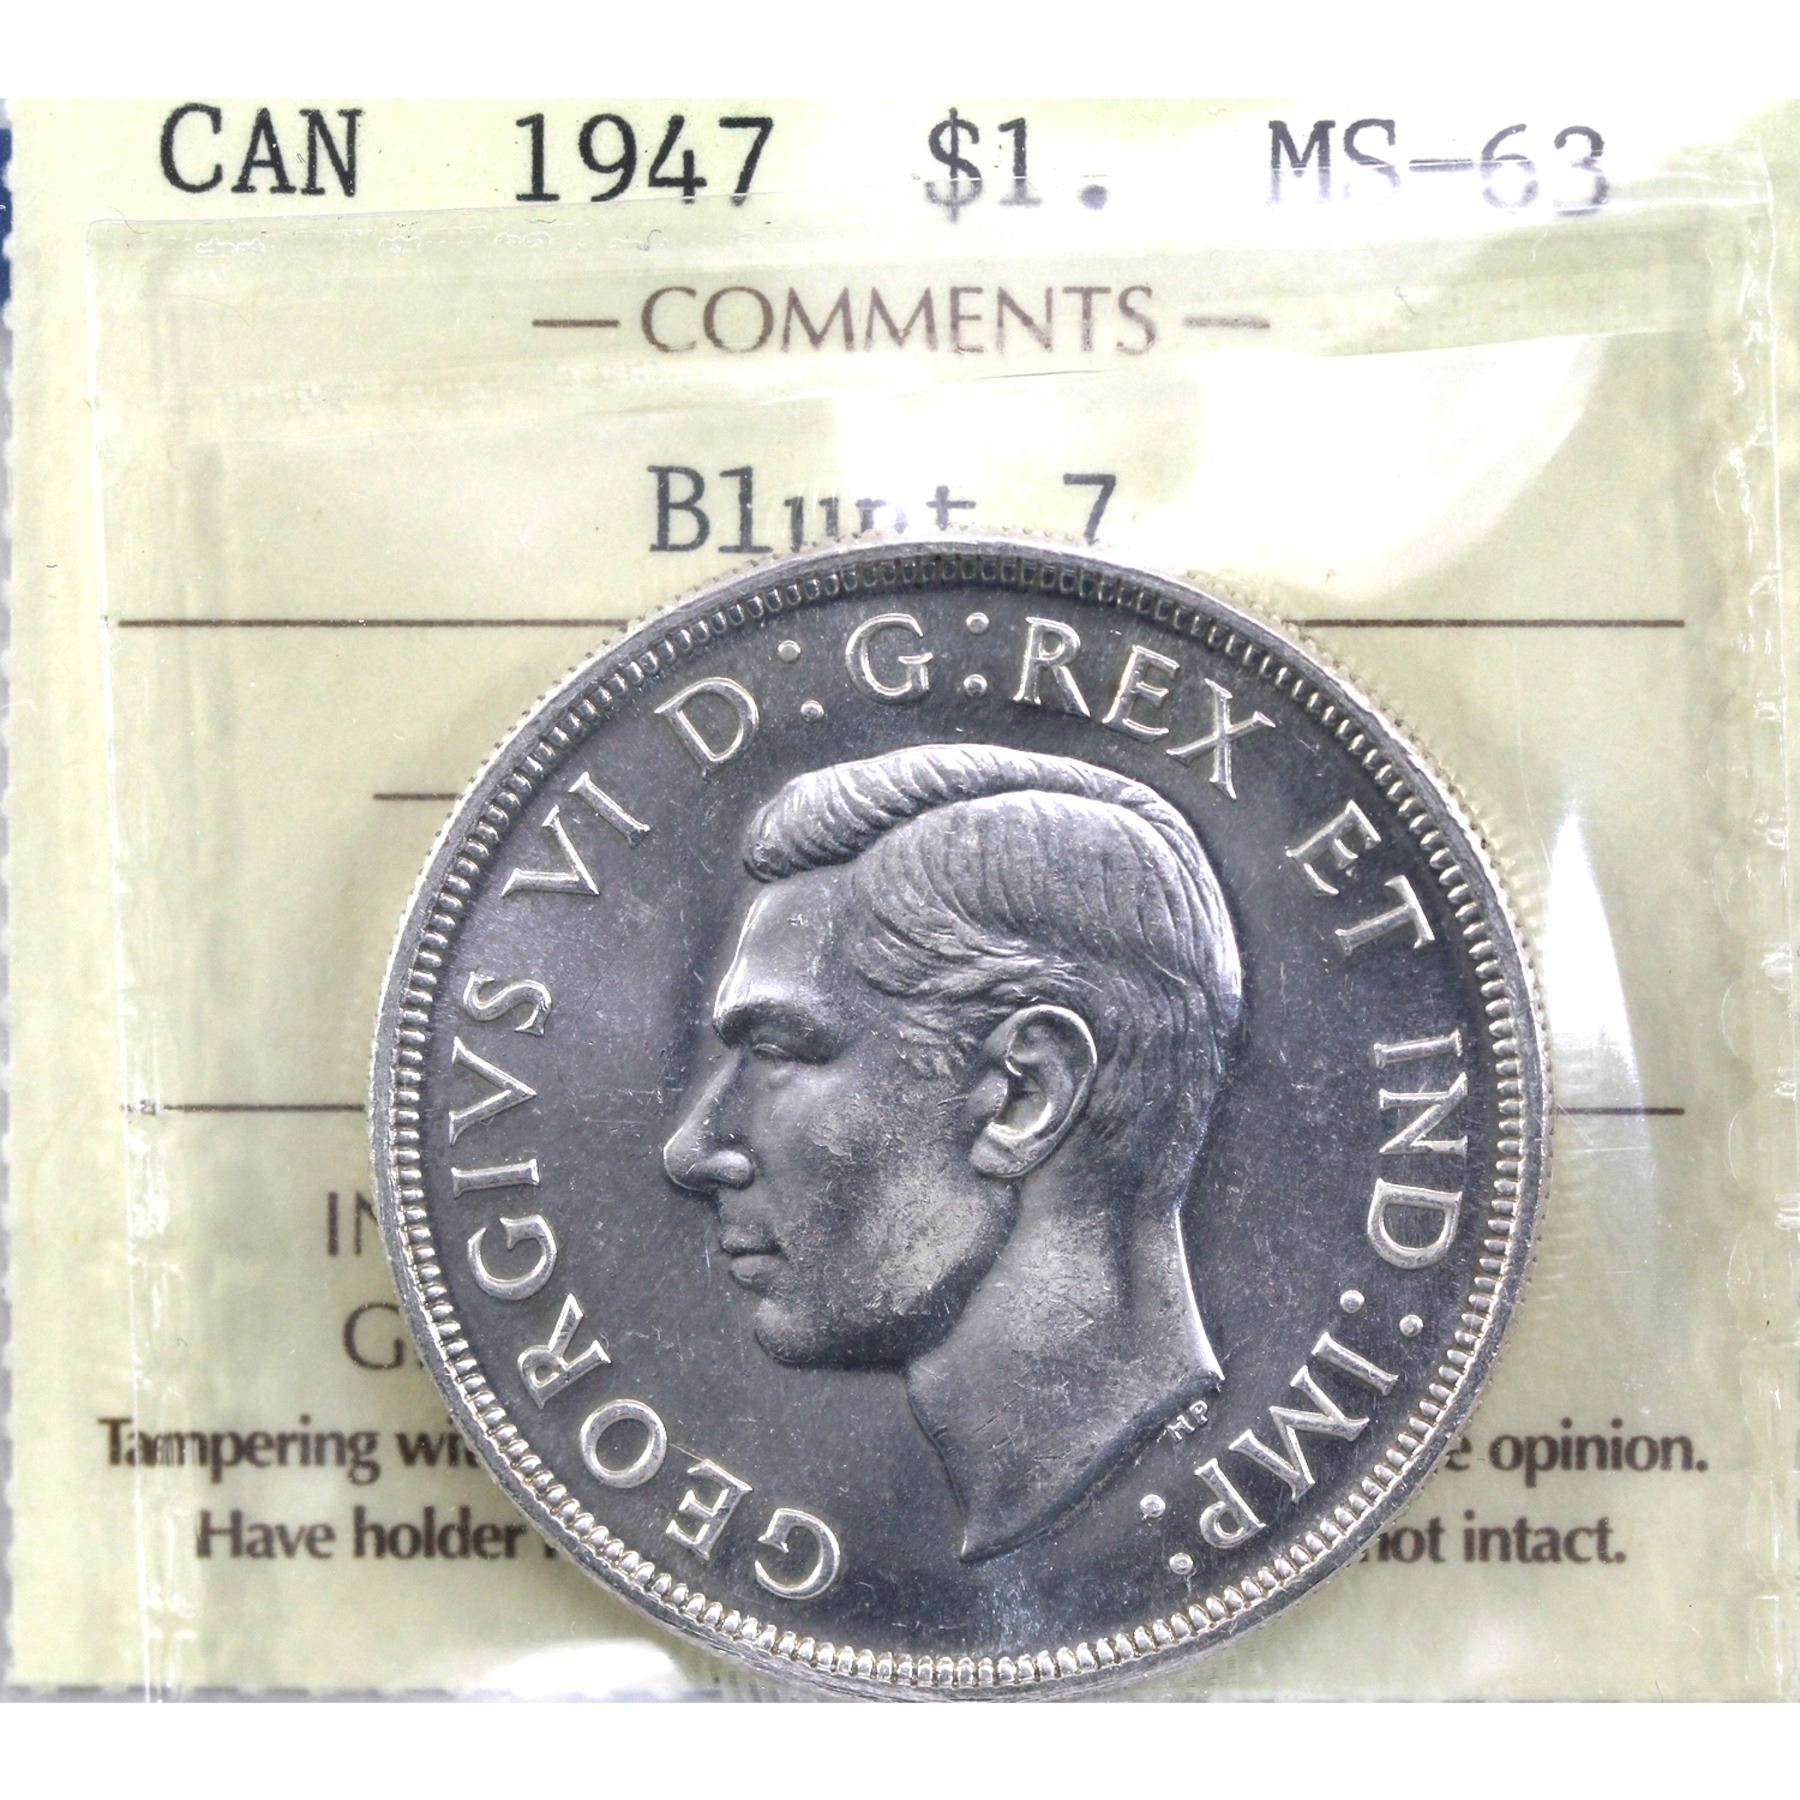 CAN 1947 $1. MS-63
— COMMENTS —
Blunt 7
GEORGIVS VI D:G:REX ET IND:IMP:
HP
Tampering opinion.
Have holder not intact.